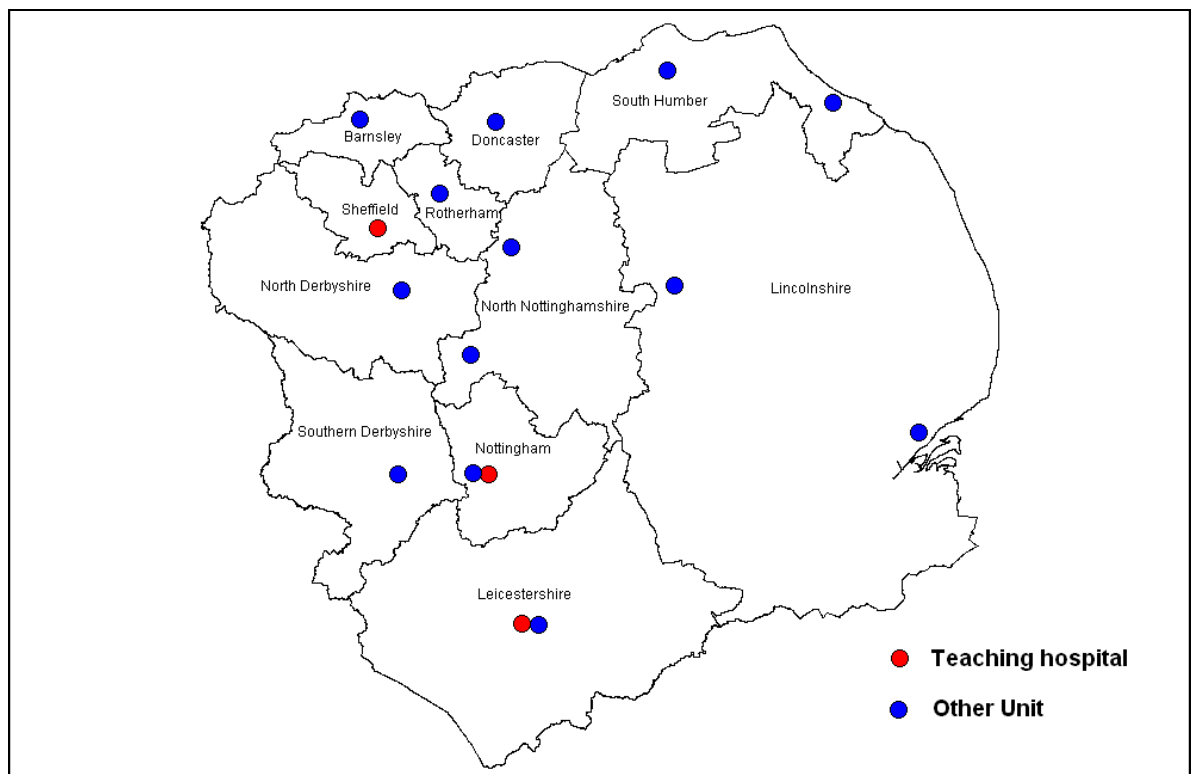 South Humber
Barnsley
Doncaster
Sheffield
Rotherham
North Derbyshire
North Nottinghamshire
Lincolnshire
Southern Derbyshire
Nottingham
Leicestershire
Teaching hospital
Other Unit